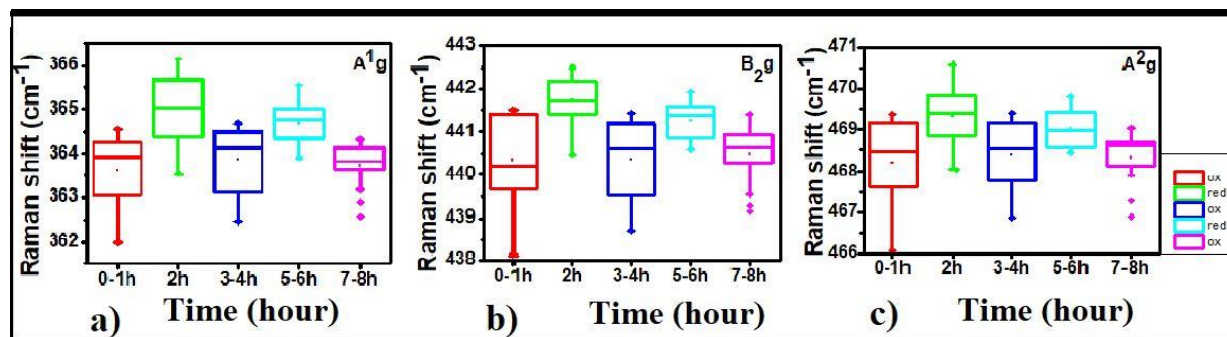 Raman shift (cm⁻¹)
366
365
364
363
362
A¹g
0-1h 2h 3-4h 5-6h 7-8h
a) Time (hour)
Raman shift (cm⁻¹)
443
442
441
440
439
438
B₂g
0-1h 2h 3-4h 5-6h 7-8h
b) Time (hour)
Raman shift (cm⁻¹)
471
470
469
468
467
466
A²g
0-1h 2h 3-4h 5-6h 7-8h
c) Time (hour)
ox
red
ox
red
ox